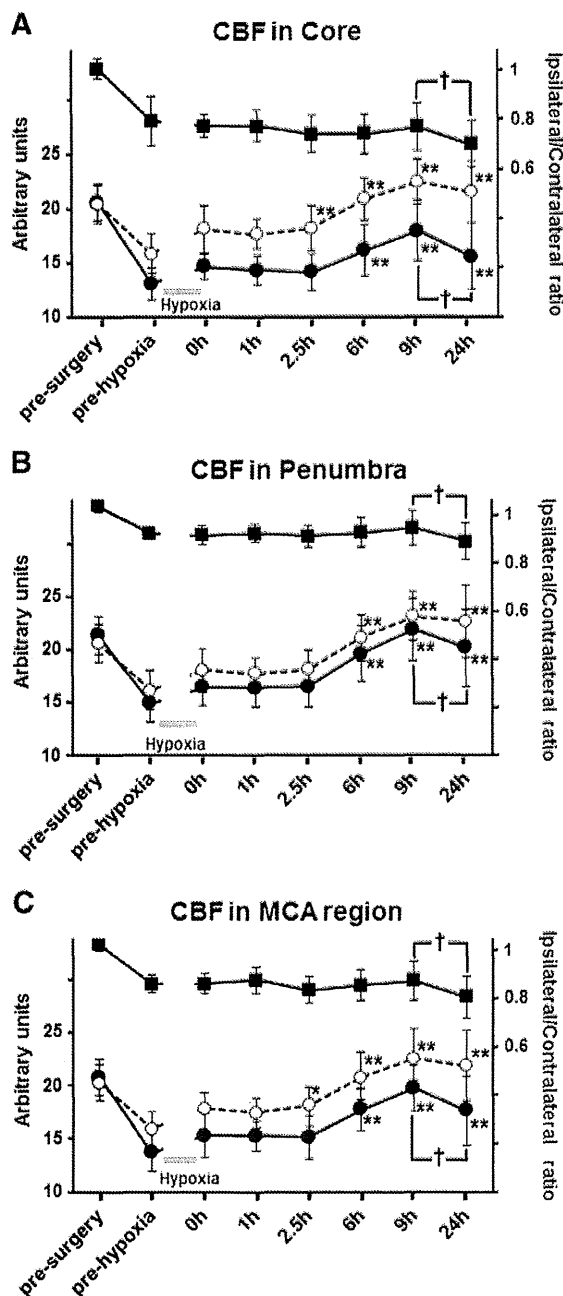 A
CBF in Core
Arbitrary units
25
20
15
10
1
0.8
0.6
Ipsilateral/Contralateral ratio
†
**
**
**
**
**
**
**
†
Hypoxia
pre-surgery
pre-hypoxia
0h
1h
2.5h
6h
9h
24h
B
CBF in Penumbra
Arbitrary units
25
20
15
10
1
0.8
0.6
Ipsilateral/Contralateral ratio
†
**
**
**
**
**
**
†
Hypoxia
pre-surgery
pre-hypoxia
0h
1h
2.5h
6h
9h
24h
C
CBF in MCA region
Arbitrary units
25
20
15
10
1
0.8
0.6
Ipsilateral/Contralateral ratio
†
*
**
**
**
**
**
**
†
Hypoxia
pre-surgery
pre-hypoxia
0h
1h
2.5h
6h
9h
24h